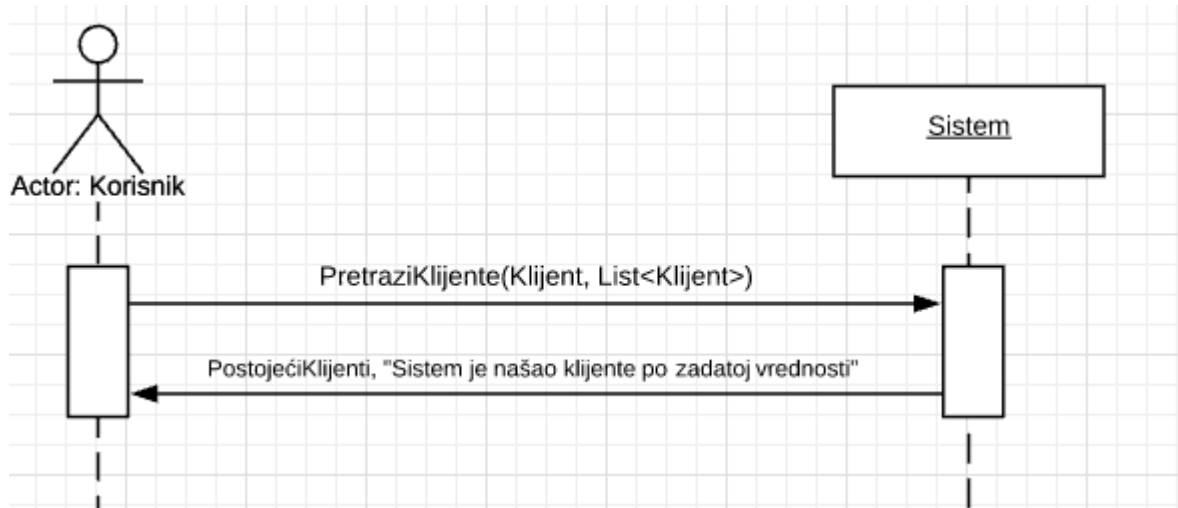 Sistem
Actor: Korisnik
PretraziKlijente(Klijent, List<Klijent>)
PostojećiKlijenti, "Sistem je našao klijente po zadatoj vrednosti"